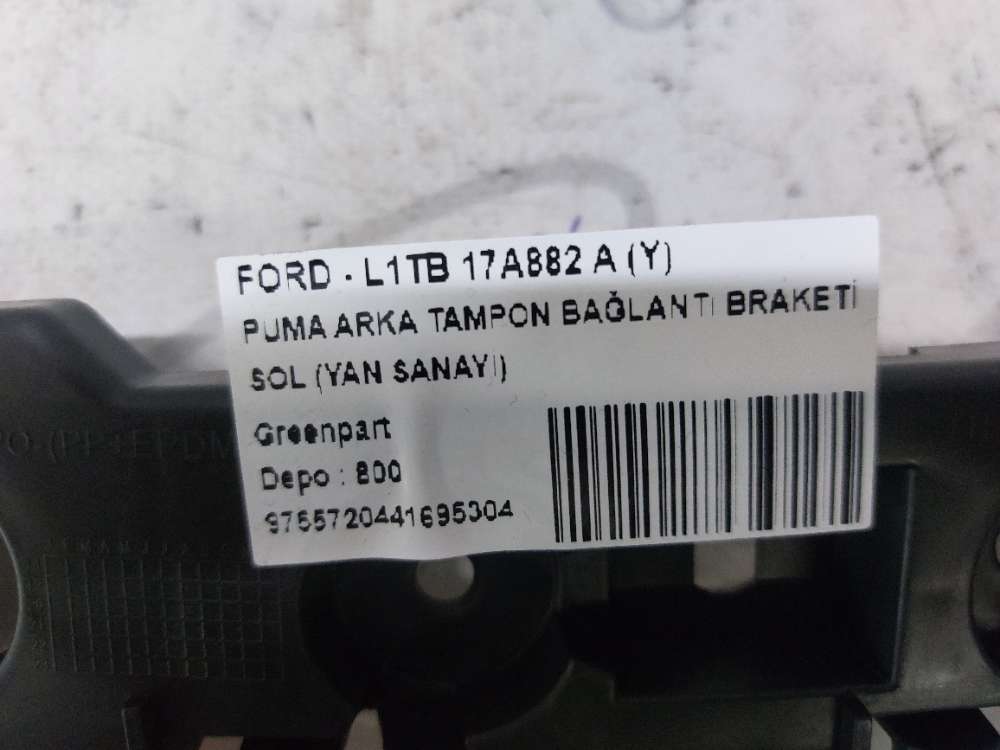 FORD - L1TB 17A882 A (Y)
PUMA ARKA TAMPON BAĞLANTI BRAKETİ
SOL (YAN SANAYİ)
Greenpart
Depo : 800
9755720441695304